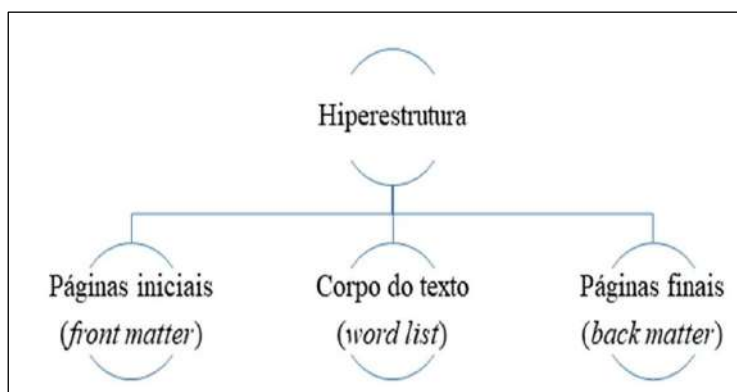 Hiperestrutura
Páginas iniciais
(front matter)
Corpo do texto
(word list)
Páginas finais
(back matter)